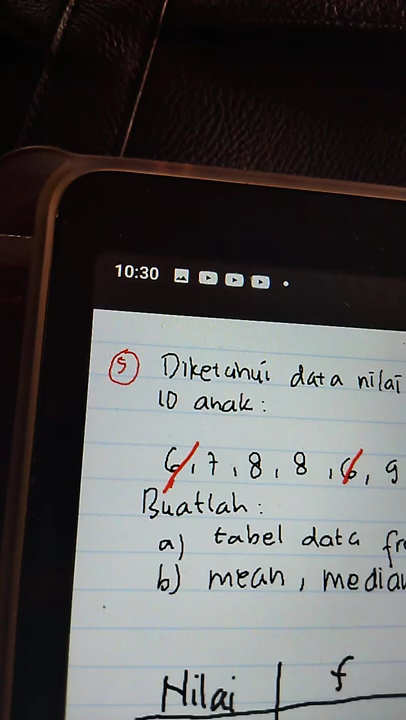 10:30
5 Diketahui data nilai
10 anak :
6, 7, 8, 8, 6, 9
Buatlah :
a) tabel data
b) mean,
Nilai f